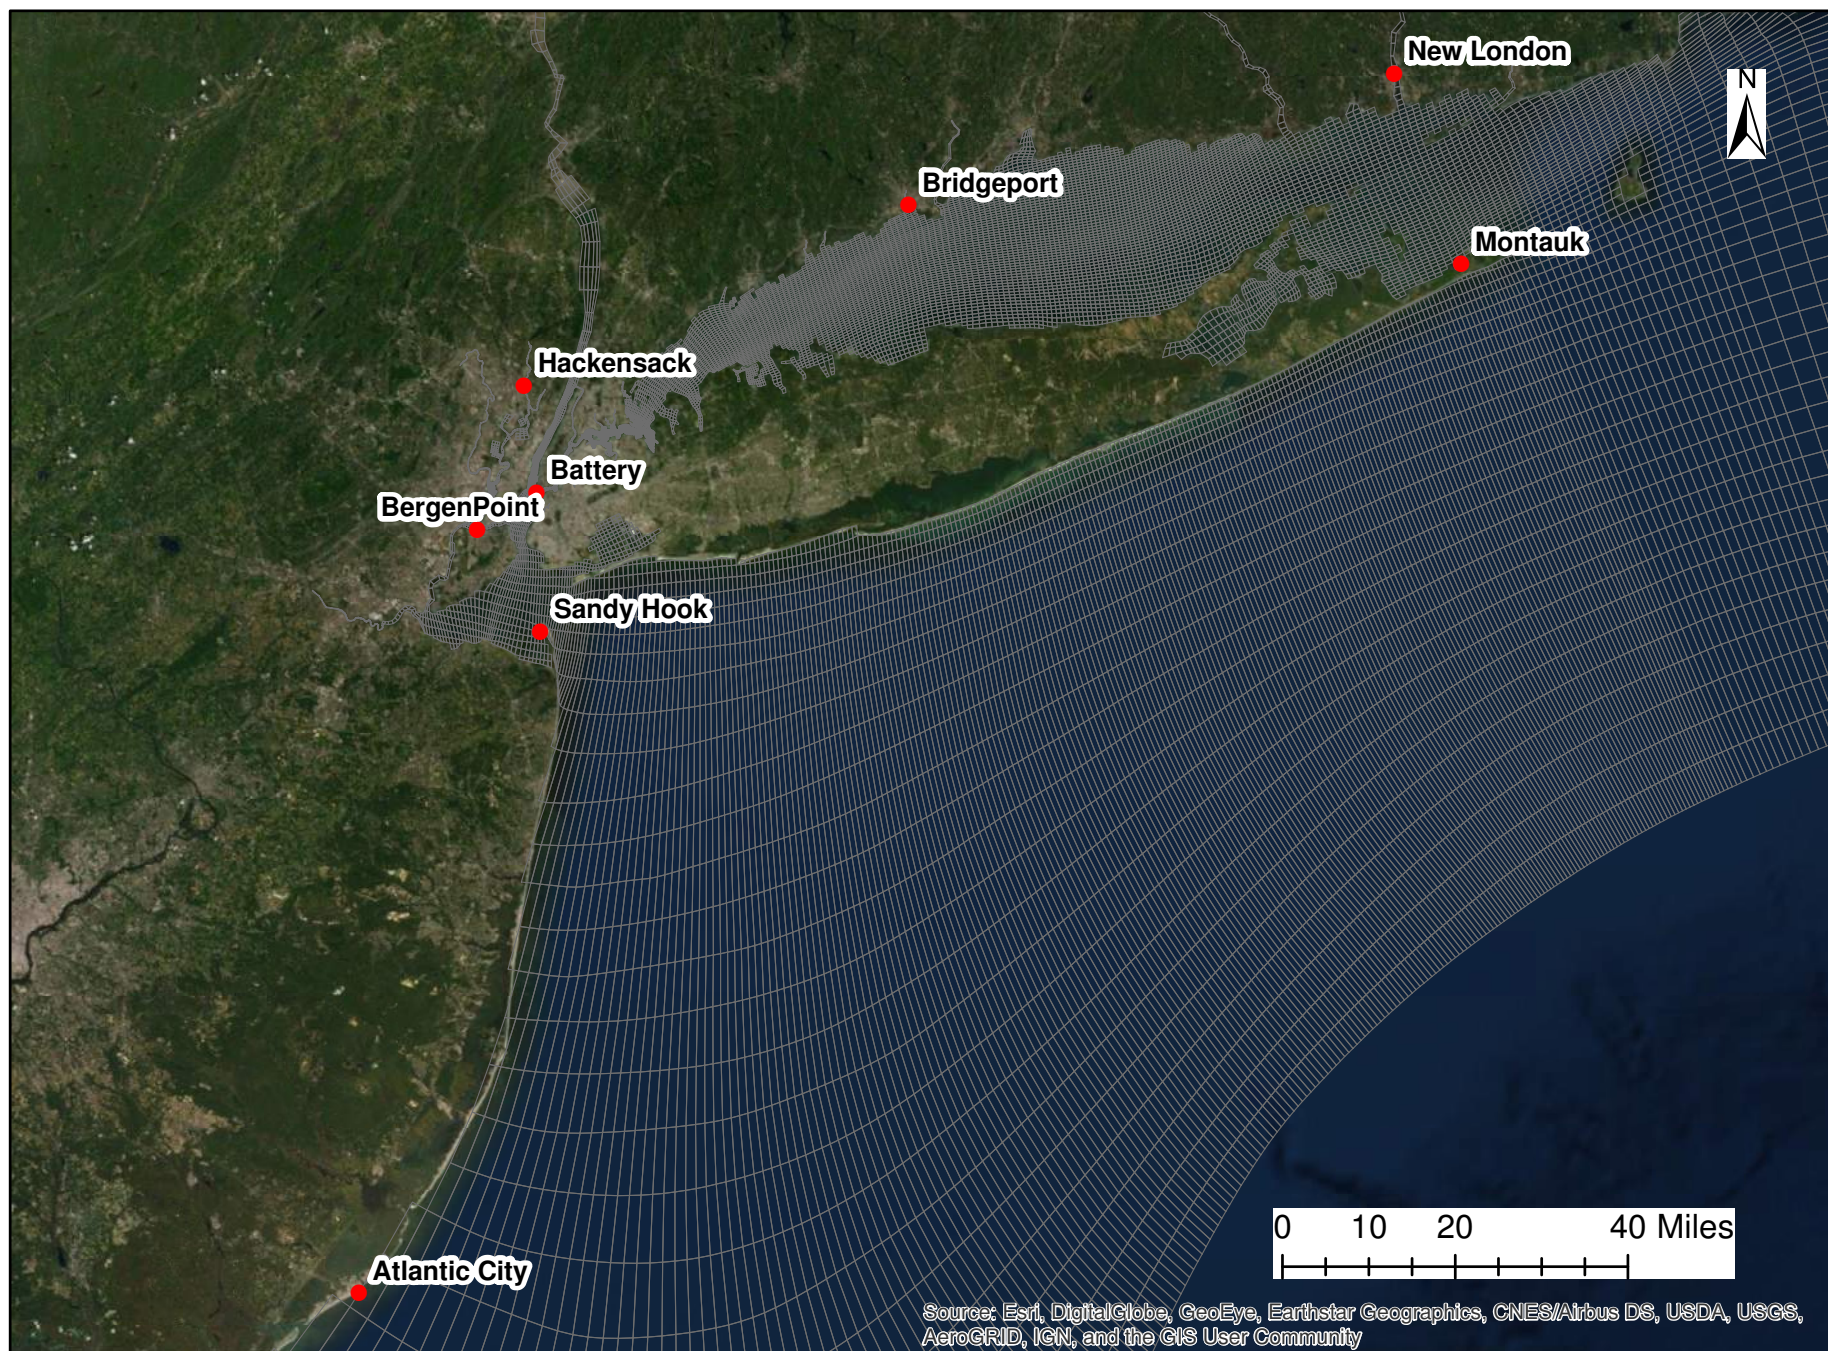 New London
N
Bridgeport
Montauk
Hackensack
Battery
BergenPoint
Sandy Hook
0 10 20 40 Miles
Atlantic City
Source: Esri, DigitalGlobe, GeoEye, Earthstar Geographics, CNES/Airbus DS, USDA, USGS,
AeroGRID, IGN, and the GIS User Community